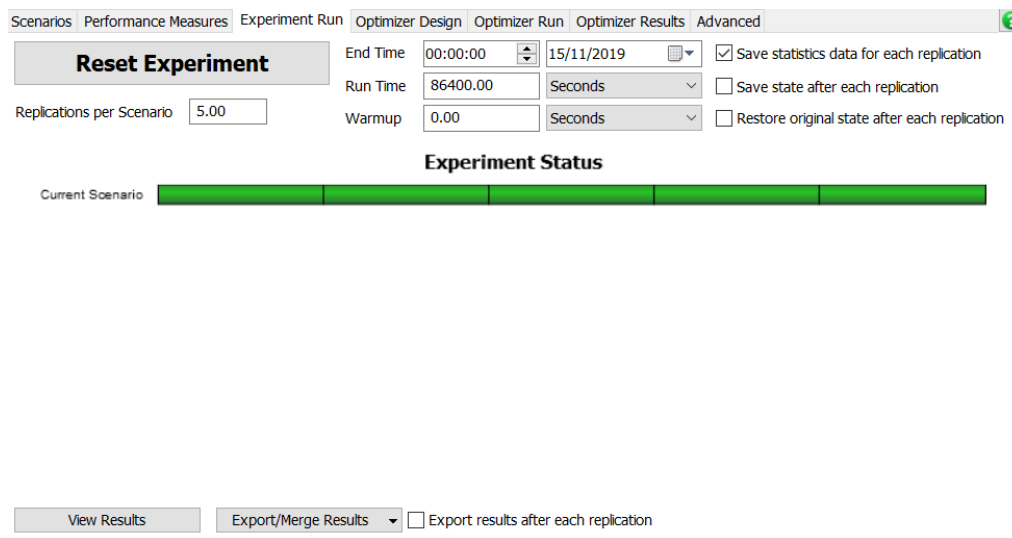 Scenarios Performance Measures Experiment Run Optimizer Design Optimizer Run Optimizer Results Advanced
Reset Experiment
End Time 00:00:00 15/11/2019 Save statistics data for each replication
Run Time 86400.00 Seconds Save state after each replication
Replications per Scenario 5.00
Warmup 0.00 Seconds Restore original state after each replication
Experiment Status
Current Scenario
View Results Export/Merge Results Export results after each replication